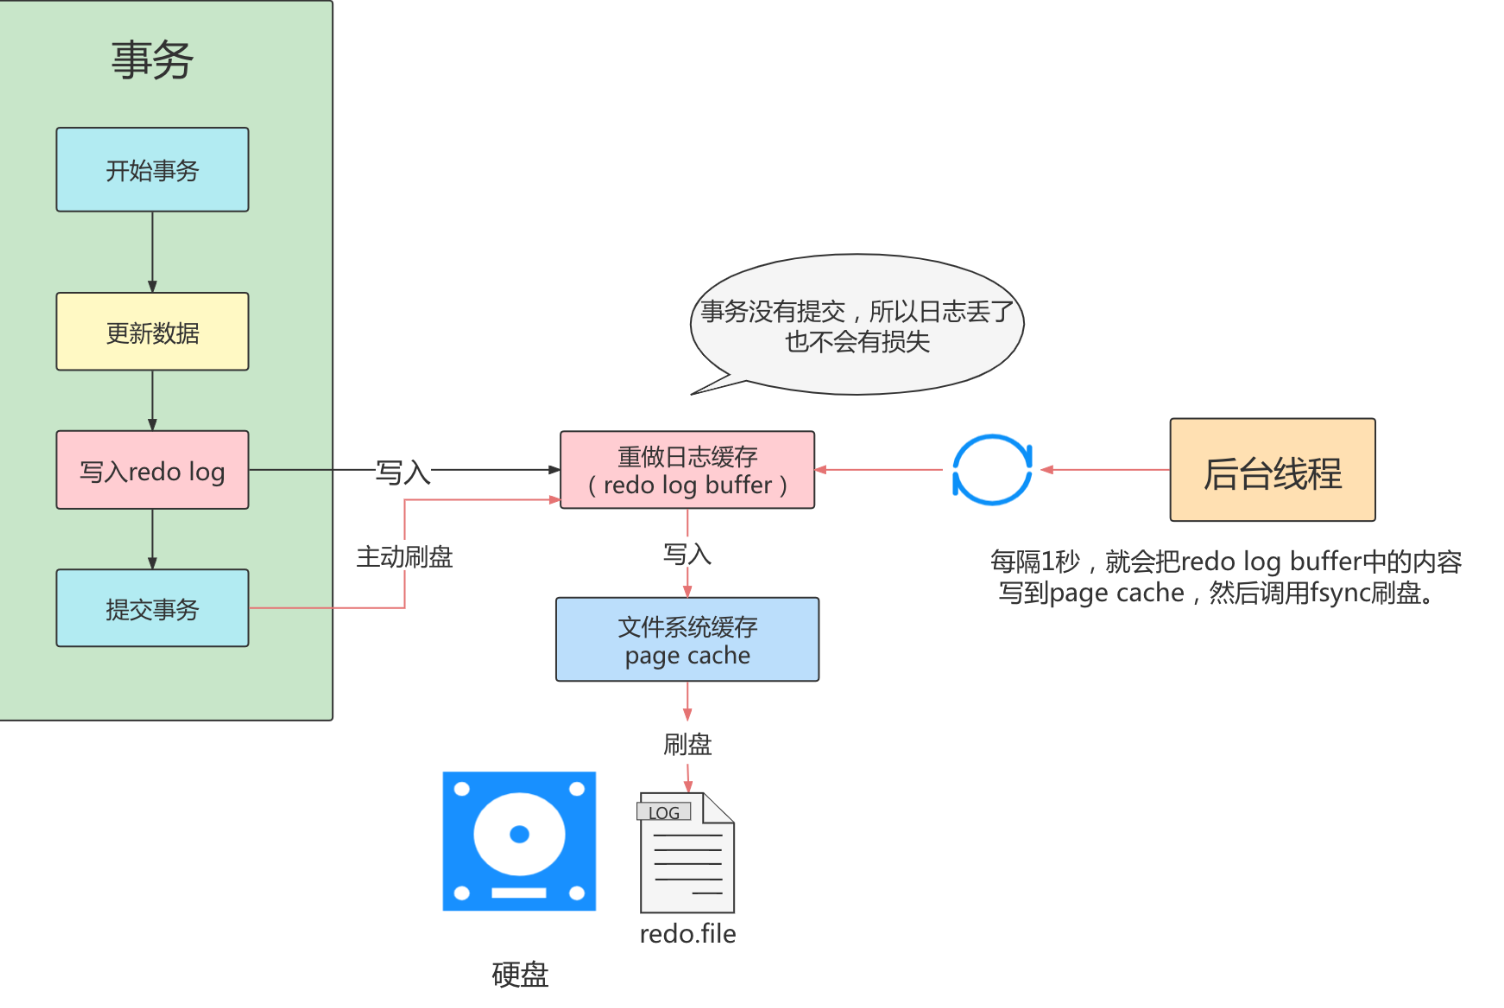 事务
开始事务
更新数据
写入redo log
提交事务
写入
主动刷盘
事务没有提交，所以日志丢了
也不会有损失
重做日志缓存
（redo log buffer）
写入
文件系统缓存
page cache
刷盘
LOG
redo.file
硬盘
后台线程
每隔1秒，就会把redo log buffer中的内容
写到page cache，然后调用fsync刷盘。